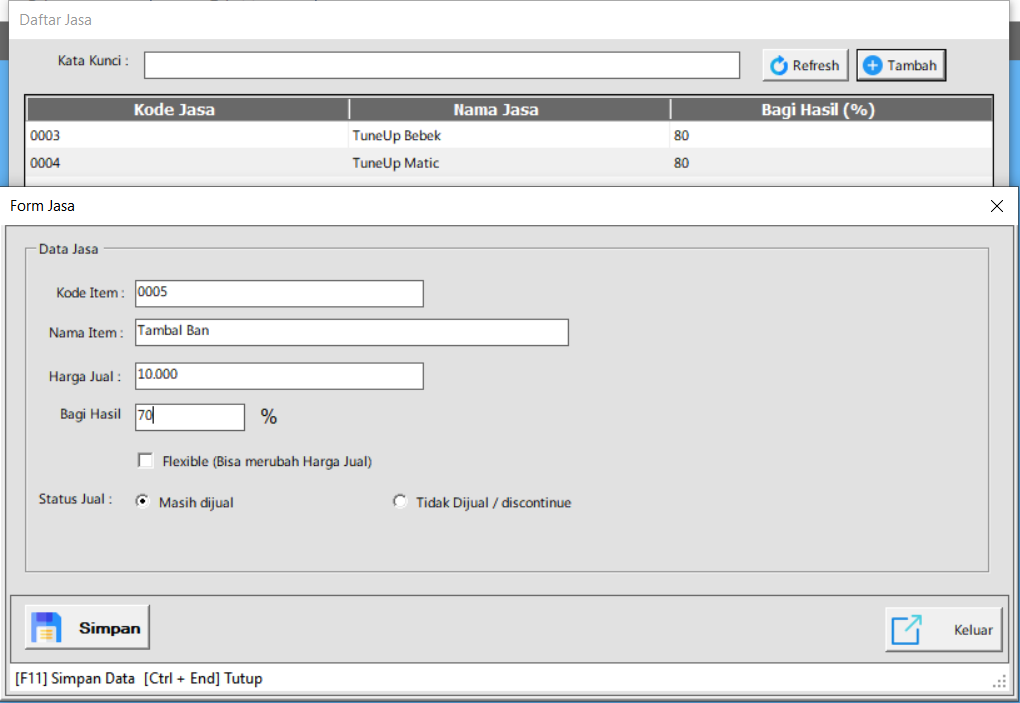 Daftar Jasa
Kata Kunci :
Refresh
Tambah
Kode Jasa Nama Jasa Bagi Hasil (%)
0003 TuneUp Bebek 80
0004 TuneUp Matic 80
Form Jasa
Data Jasa
Kode Item : 0005
Nama Item : Tambal Ban
Harga Jual : 10.000
Bagi Hasil 70 %
Flexible (Bisa merubah Harga Jual)
Status Jual : Masih dijual Tidak Dijual / discontinue
Simpan Keluar
[F11] Simpan Data [Ctrl + End] Tutup